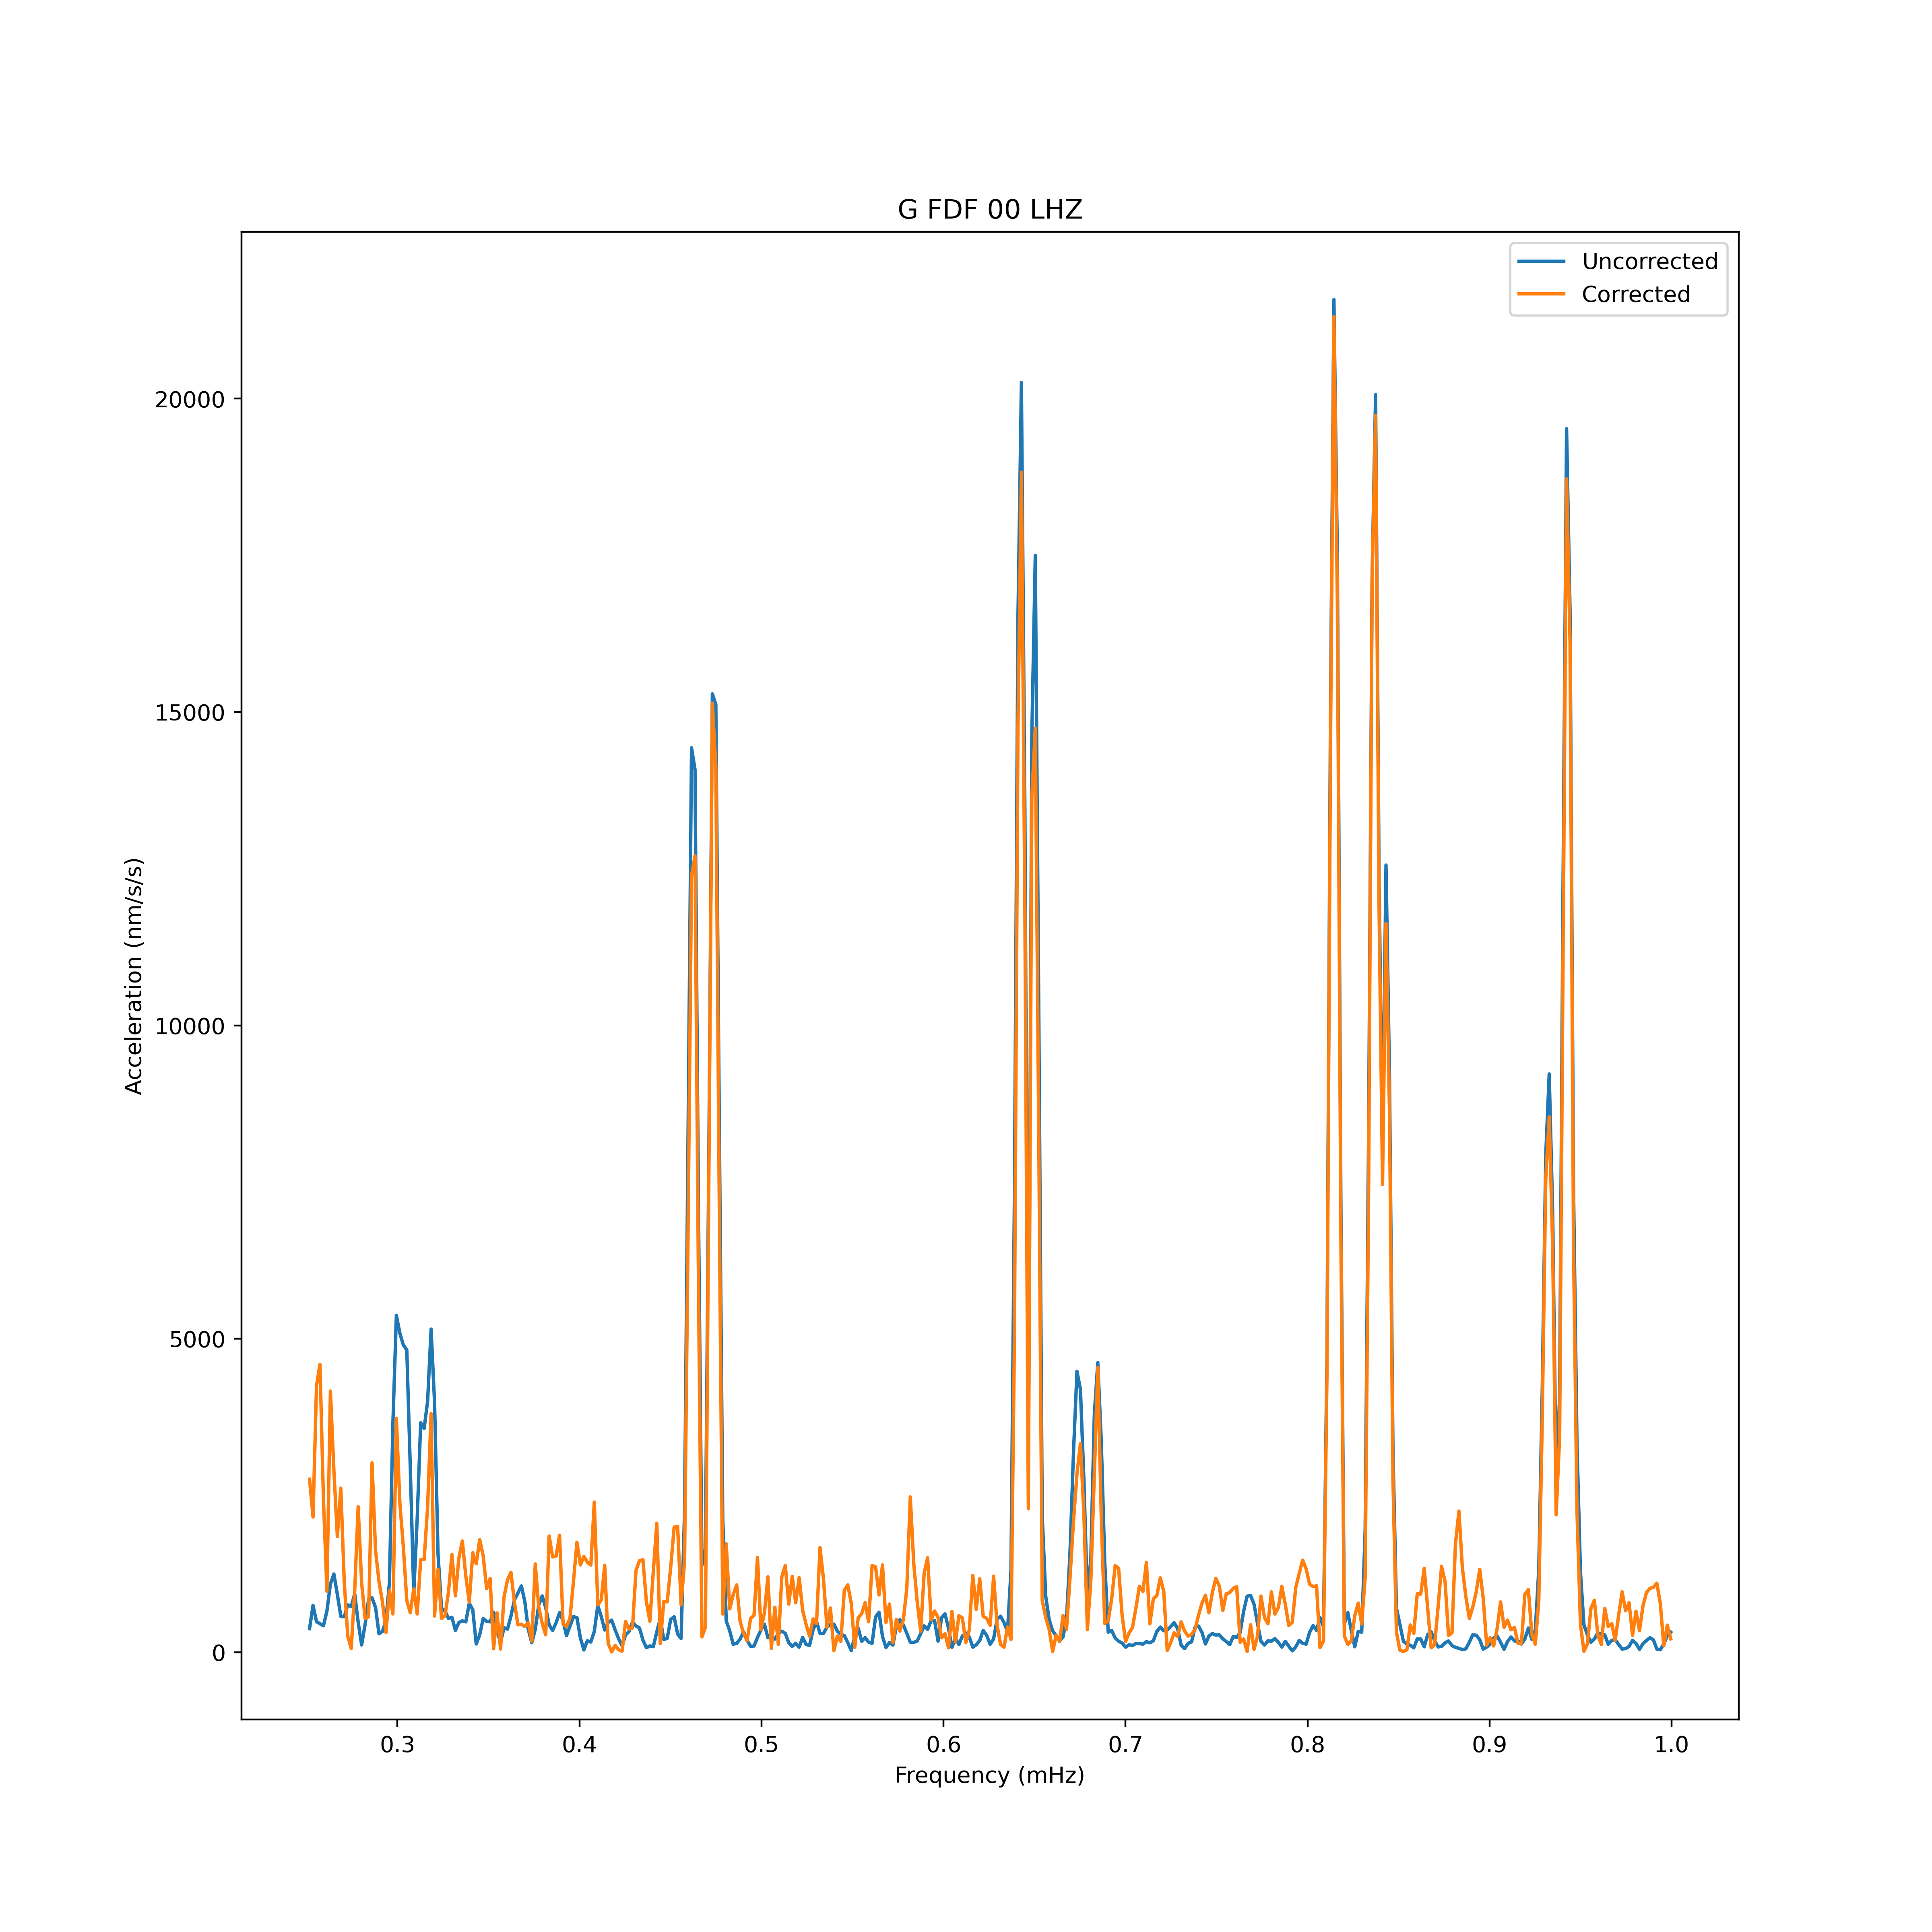 G FDF 00 LHZ
Uncorrected
Corrected
20000
15000
10000
5000
0
Acceleration (nm/s/s)
0.3 0.4 0.5 0.6 0.7 0.8 0.9 1.0
Frequency (mHz)